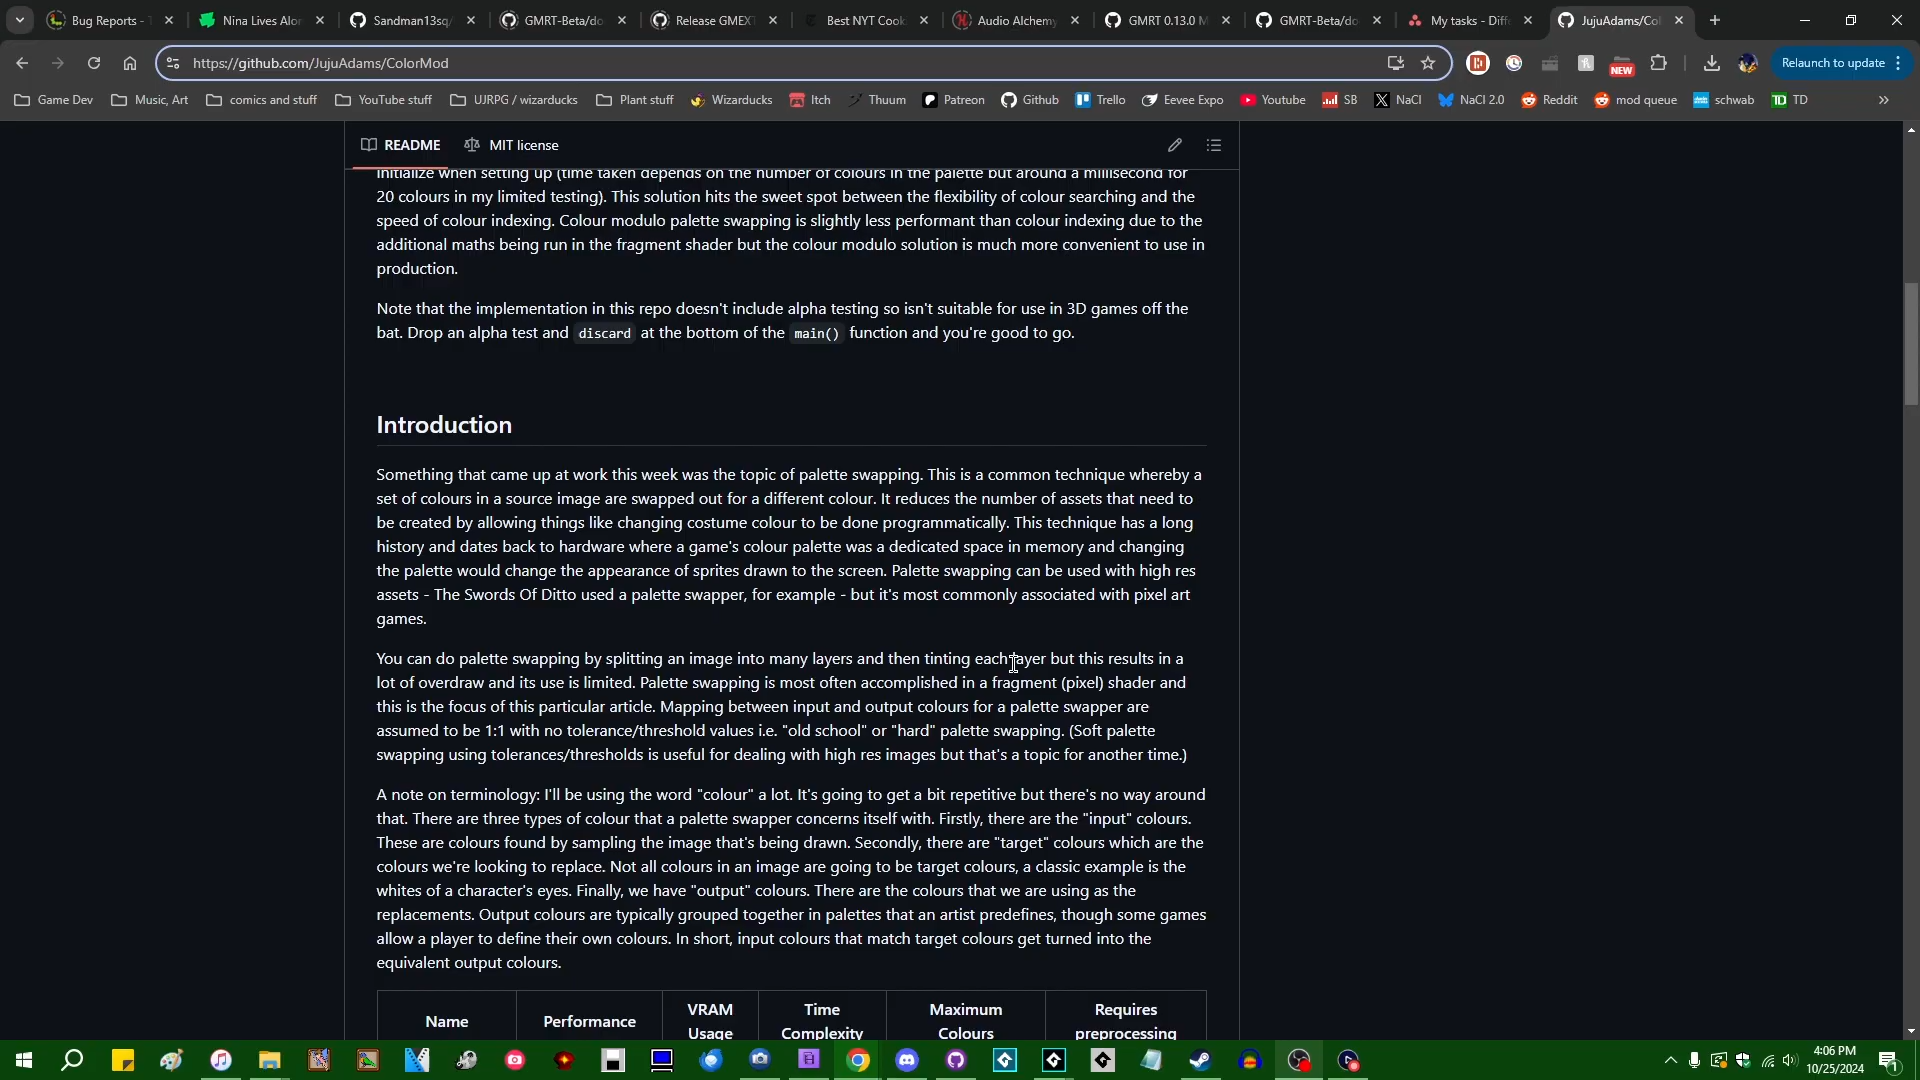 Bug Reports - T
Nina Lives Alon
Sandman13sq/
GMRT-Beta/do
Release GMEXT
Best NYT Cook
Audio Alchemy
GMRT 0.13.0 M
GMRT-Beta/do
My tasks - Diff
JujuAdams/Col
https://github.com/JujuAdams/ColorMod
NEW
Relaunch to update
Game Dev
Music, Art
comics and stuff
YouTube stuff
UJRPG / wizarducks
Plant stuff
Wizarducks
Itch
Thuum
Patreon
Github
Trello
Eevee Expo
Youtube
SB
NaCl
NaCl 2.0
Reddit
mod queue
schwab
TD
README
MIT license
initialize when setting up (time taken depends on the number of colours in the palette but around a millisecond for
20 colours in my limited testing). This solution hits the sweet spot between the flexibility of colour searching and the
speed of colour indexing. Colour modulo palette swapping is slightly less performant than colour indexing due to the
additional maths being run in the fragment shader but the colour modulo solution is much more convenient to use in
production.
Note that the implementation in this repo doesn't include alpha testing so isn't suitable for use in 3D games off the
bat. Drop an alpha test and discard at the bottom of the main() function and you're good to go.
Introduction
Something that came up at work this week was the topic of palette swapping. This is a common technique whereby a
set of colours in a source image are swapped out for a different colour. It reduces the number of assets that need to
be created by allowing things like changing costume colour to be done programmatically. This technique has a long
history and dates back to hardware where a game's colour palette was a dedicated space in memory and changing
the palette would change the appearance of sprites drawn to the screen. Palette swapping can be used with high res
assets - The Swords Of Ditto used a palette swapper, for example - but it's most commonly associated with pixel art
games.
You can do palette swapping by splitting an image into many layers and then tinting each layer but this results in a
lot of overdraw and its use is limited. Palette swapping is most often accomplished in a fragment (pixel) shader and
this is the focus of this particular article. Mapping between input and output colours for a palette swapper are
assumed to be 1:1 with no tolerance/threshold values i.e. "old school" or "hard" palette swapping. (Soft palette
swapping using tolerances/thresholds is useful for dealing with high res images but that's a topic for another time.)
A note on terminology: I'll be using the word "colour" a lot. It's going to get a bit repetitive but there's no way around
that. There are three types of colour that a palette swapper concerns itself with. Firstly, there are the "input" colours.
These are colours found by sampling the image that's being drawn. Secondly, there are "target" colours which are the
colours we're looking to replace. Not all colours in an image are going to be target colours, a classic example is the
whites of a character's eyes. Finally, we have "output" colours. There are the colours that we are using as the
replacements. Output colours are typically grouped together in palettes that an artist predefines, though some games
allow a player to define their own colours. In short, input colours that match target colours get turned into the
equivalent output colours.
Name
Performance
VRAM
Usage
Time
Complexity
Maximum
Colours
Requires
preprocessing
4:06 PM
10/25/2024
1